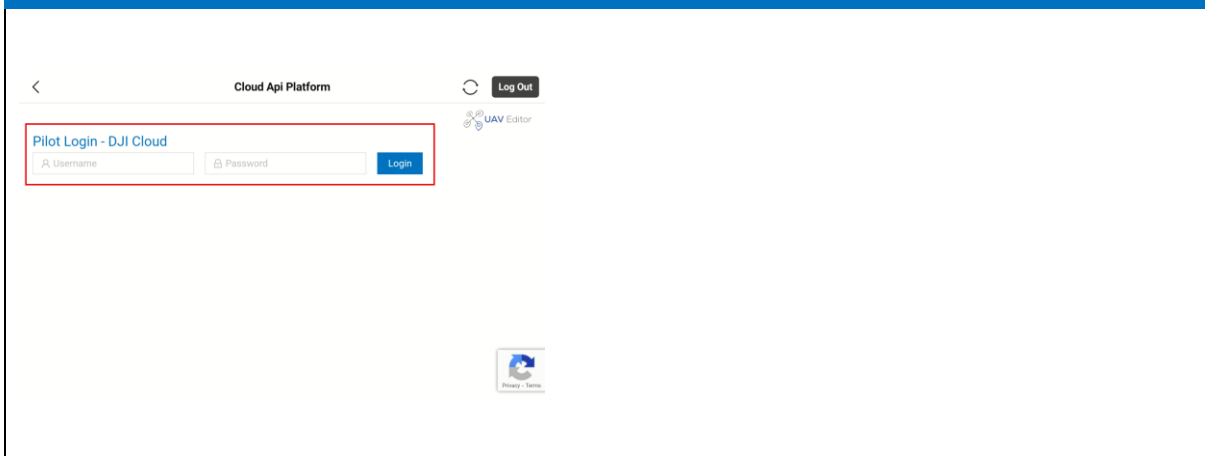 Cloud Api Platform
Log Out
UAV Editor
Pilot Login - DJI Cloud
Username
Password
Login
Privacy - Terms